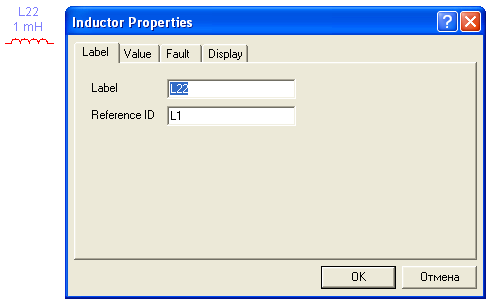 L22
1 mH
Inductor Properties
Label Value Fault Display
Label L22
Reference ID L1
OK Отмена